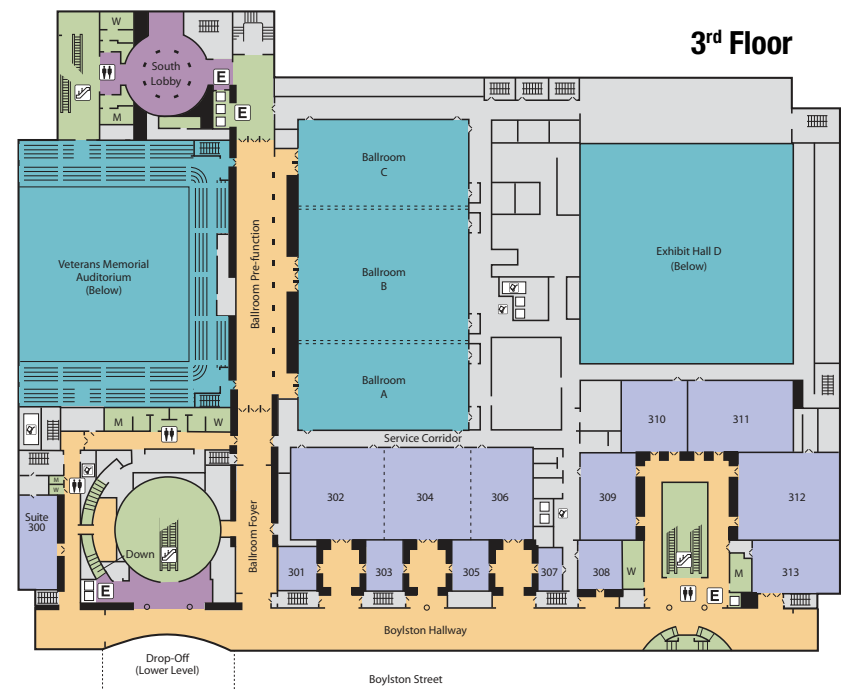 3rd Floor
W
South
Lobby
E
E
M
Ballroom
C
Veterans Memorial
Auditorium
(Below)
Ballroom Pre-function
Ballroom
B
Exhibit Hall D
(Below)
Ballroom
A
M
W
Service Corridor
310
311
M
W
Suite
300
302
304
306
309
312
Down
Ballroom Foyer
E
301
303
305
307
308
W
M
313
E
Boylston Hallway
Drop-Off
(Lower Level)
Boylston Street